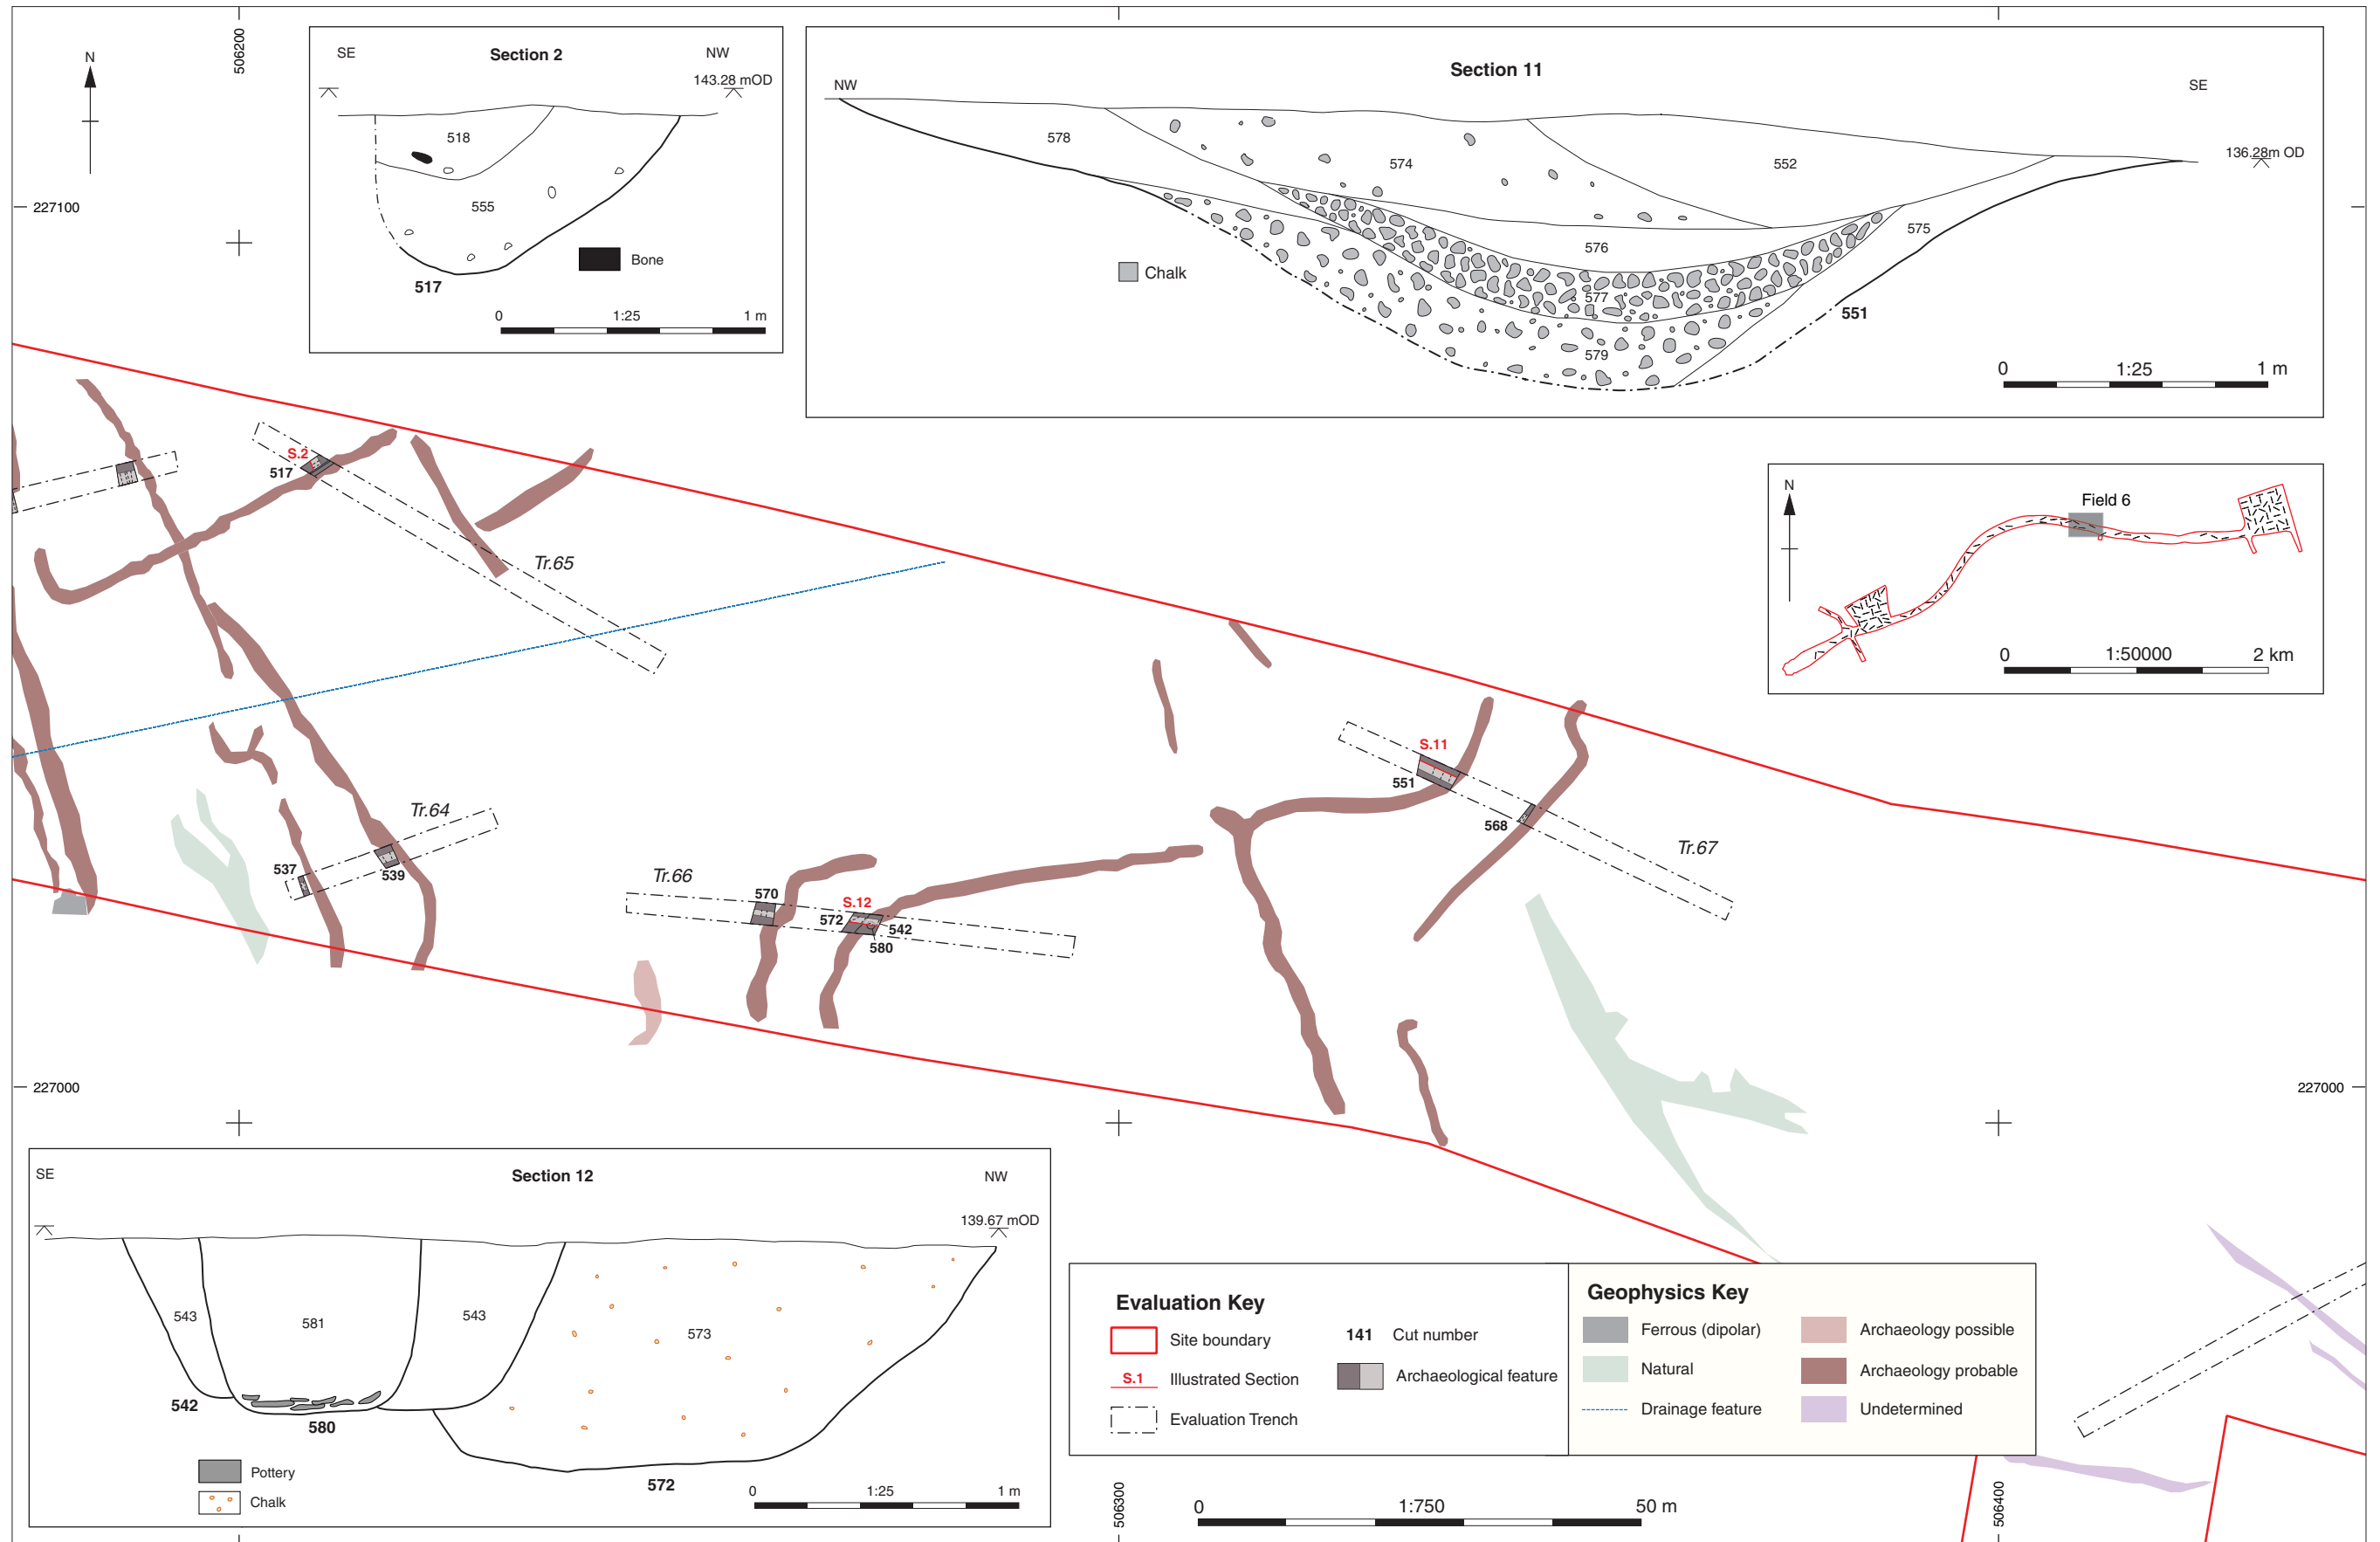 506200
N
SE
Section 2
NW
143.28 mOD
518
555
Bone
517
0
1:25
1 m
Section 11
NW
SE
578
574
552
136.28m OD
576
575
577
Chalk
551
579
0
1:25
1 m
227100
S.2
517
Tr.65
N
Field 6
0
1:50000
2 km
S.11
551
568
Tr.67
Tr.64
537
539
Tr.66
570
S.12
572
542
580
227000
227000
SE
Section 12
NW
139.67 mOD
543
581
543
573
542
580
572
Pottery
Chalk
0
1:25
1 m
Evaluation Key
Site boundary
S.1
Illustrated Section
Evaluation Trench
141
Cut number
Archaeological feature
Geophysics Key
Ferrous (dipolar)
Natural
Drainage feature
Archaeology possible
Archaeology probable
Undetermined
506300
0
1:750
50 m
506400